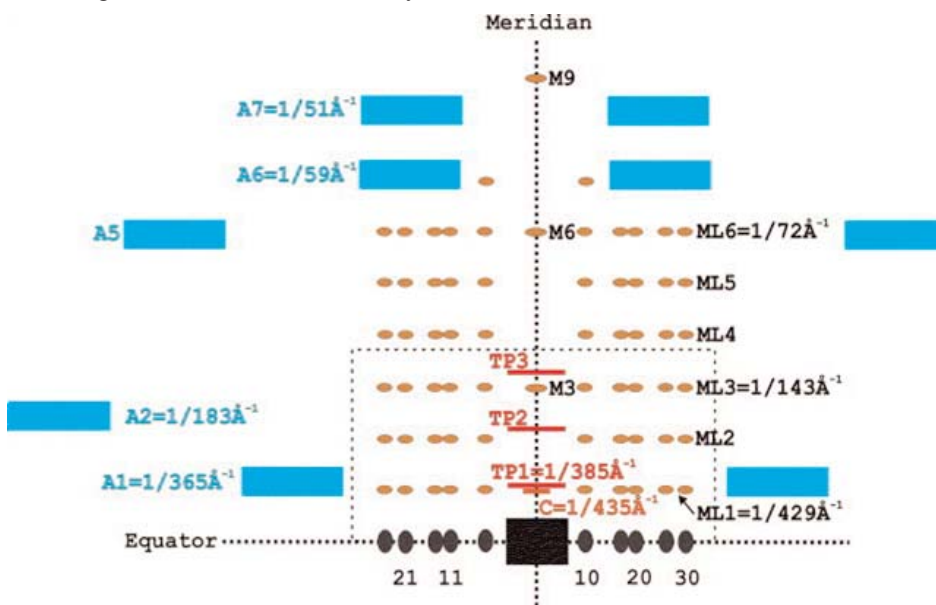 Meridian
M9
A7=1/51Å⁻¹
A6=1/59Å⁻¹
A5
M6
ML6=1/72Å⁻¹
ML5
ML4
TP3
M3
ML3=1/143Å⁻¹
A2=1/183Å⁻¹
TP2
ML2
A1=1/365Å⁻¹
TP1=1/385Å⁻¹
C=1/435Å⁻¹
ML1=1/429Å⁻¹
Equator
21 11 10 20 30